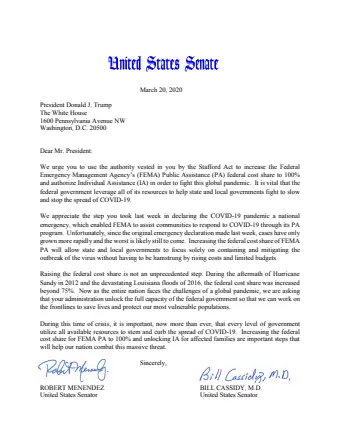 United States Senate
March 20, 2020
President Donald J. Trump
The White House
1600 Pennsylvania Avenue NW
Washington, D.C. 20500
Dear Mr. President:
We urge you to use the authority vested in you by the Stafford Act to increase the Federal
Emergency Management Agency's (FEMA) Public Assistance (PA) federal cost share to 100%
and authorize Individual Assistance (IA) in order to fight this global pandemic. It is vital that the
federal government leverage all of its resources to help state and local governments fight to slow
and stop the spread of COVID-19.
We appreciate the step you took last week in declaring the COVID-19 pandemic a national
emergency, which enabled FEMA to assist communities to respond to COVID-19 through its PA
program. Unfortunately, since the original emergency declaration made last week, cases have only
grown more rapidly and the worst is likely still to come. Increasing the federal cost share of FEMA
PA will allow state and local governments to focus solely on containing and mitigating the
outbreak of the virus without having to be hamstrung by rising costs and limited budgets.
Raising the federal cost share is not an unprecedented step. During the aftermath of Hurricane
Sandy in 2012 and the devastating Louisiana floods of 2016, the federal cost share was increased
beyond 75%. Now as the entire nation faces the challenges of a global pandemic, we are asking
that your administration unlock the full capacity of the federal government so that we can work on
the frontlines to save lives and protect our most vulnerable populations.
During this time of crisis, it is important, now more than ever, that every level of government
utilize all available resources to stem and curb the spread of COVID-19. Increasing the federal
cost share for FEMA PA to 100% and unlocking IA for affected families are important steps that
will help our nation combat this massive threat.
Sincerely,
Robert Menendez Bill Cassidy, M.D.
ROBERT MENENDEZ BILL CASSIDY, M.D.
United States Senator United States Senator